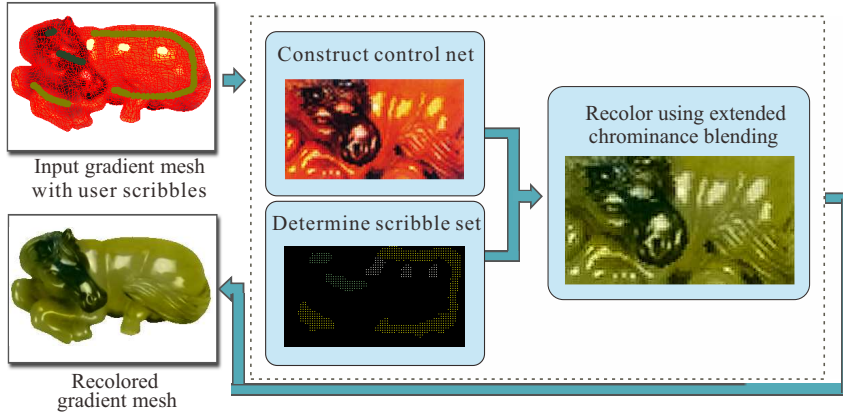 Input gradient mesh
with user scribbles
Construct control net
Determine scribble set
Recolor using extended
chrominance blending
Recolored
gradient mesh